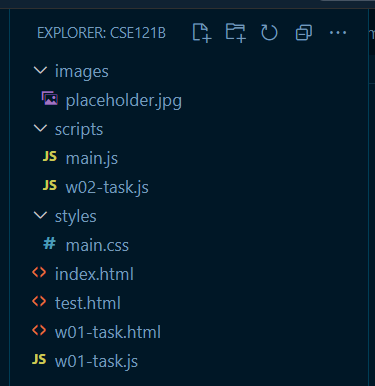 EXPLORER: CSE121B
images
placeholder.jpg
scripts
JS main.js
JS w02-task.js
styles
# main.css
<> index.html
<> test.html
<> w01-task.html
JS w01-task.js